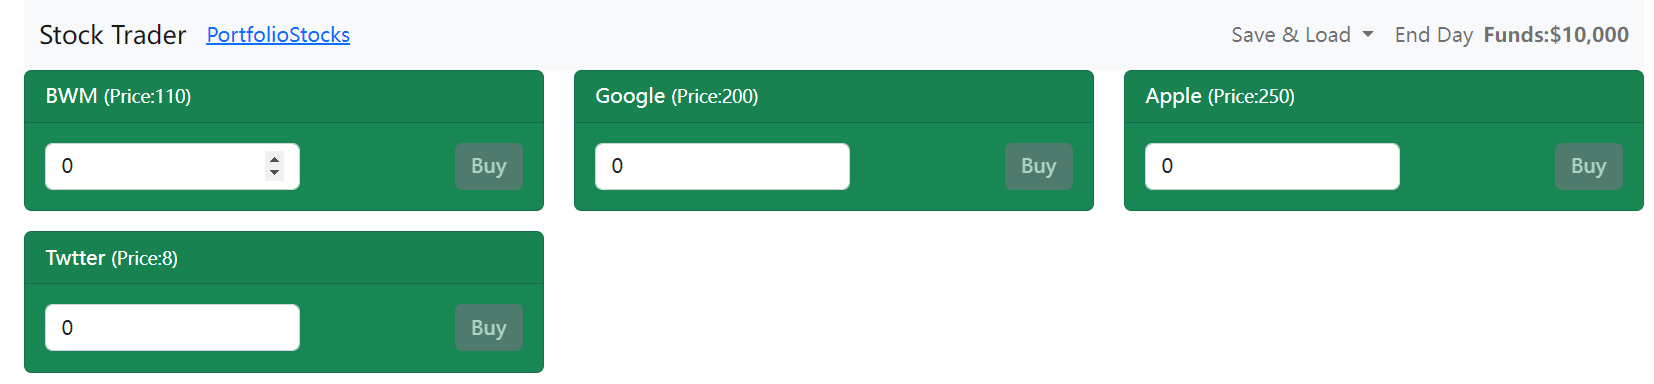 Stock Trader PortfolioStocks Save & Load End Day Funds:$10,000
BWM (Price:110) Google (Price:200) Apple (Price:250)
0 Buy 0 Buy 0 Buy
Twtter (Price:8)
0 Buy